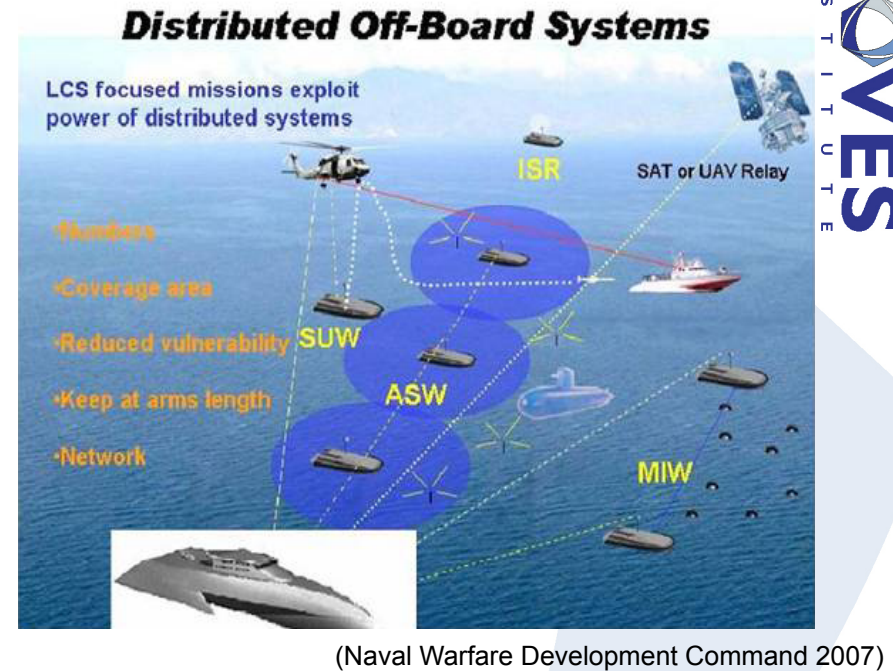 Distributed Off-Board Systems
LCS focused missions exploit
power of distributed systems
ISR
SAT or UAV Relay
•Numbers
•Coverage area
•Reduced vulnerability
SUW
•Keep at arms length
ASW
•Network
MIW
OVES
S T I T U T E
(Naval Warfare Development Command 2007)